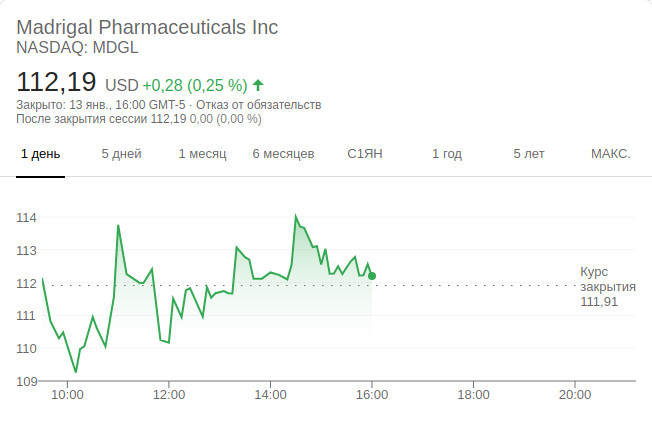 Madrigal Pharmaceuticals Inc
NASDAQ: MDGL
112,19 USD +0,28 (0,25 %)
Закрыто: 13 янв., 16:00 GMT-5 · Отказ от обязательств
После закрытия сессии 112,19 0,00 (0,00 %)
1 день 5 дней 1 месяц 6 месяцев С1ЯН 1 год 5 лет МАКС.
114
113
Курс
112
закрытия
111,91
111
110
109
10:00 12:00 14:00 16:00 18:00 20:00